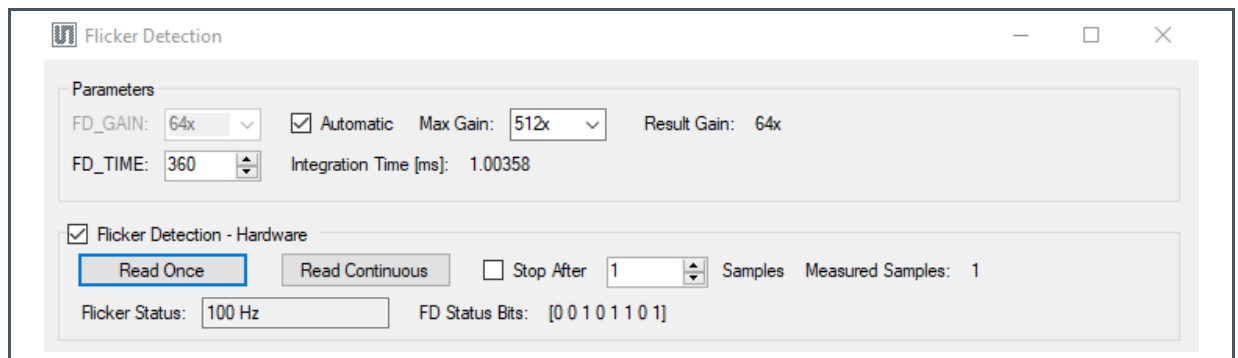 Flicker Detection
Parameters
FD_GAIN: 64x Automatic Max Gain: 512x Result Gain: 64x
FD_TIME: 360 Integration Time [ms]: 1.00358
Flicker Detection - Hardware
Read Once Read Continuous Stop After 1 Samples Measured Samples: 1
Flicker Status: 100 Hz FD Status Bits: [0 0 1 0 1 1 0 1]